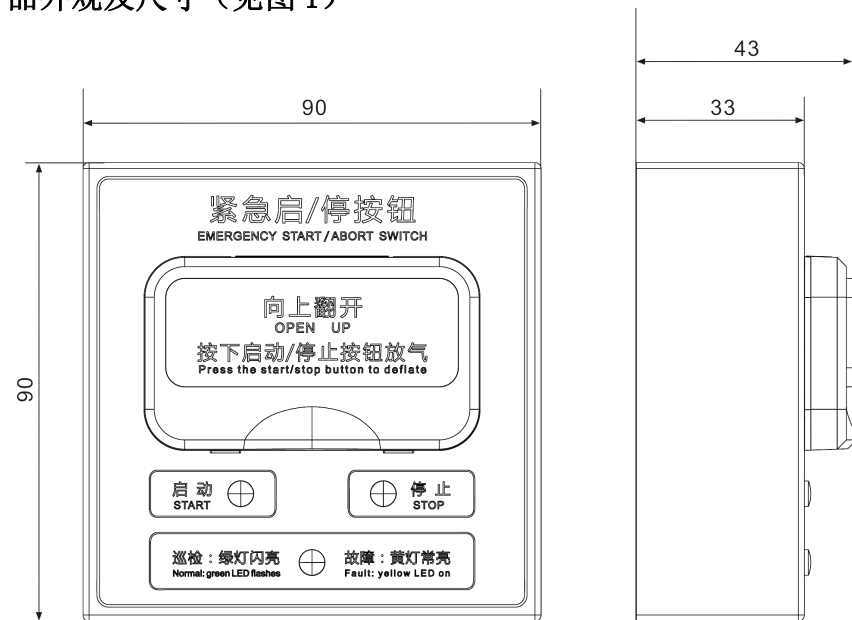 品外观及尺寸（见图1）
43
90
33
紧急启/停按钮
EMERGENCY START/ABORT SWITCH
向上翻开
OPEN UP
按下启动/停止按钮放气
Press the start/stop button to deflate
90
启动
START
停止
STOP
巡检：绿灯闪亮
Normal: green LED flashes
故障：黄灯常亮
Fault: yellow LED on